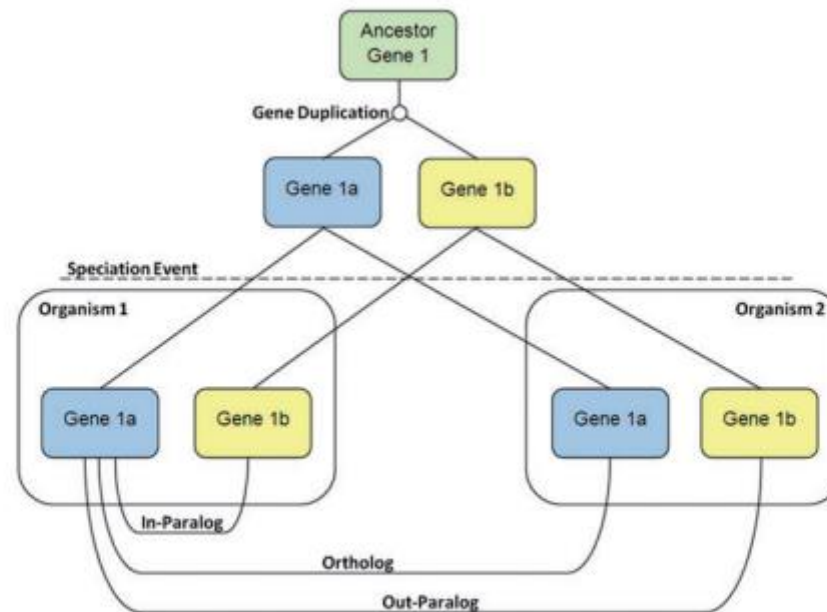 Ancestor
Gene 1
Gene Duplication
Gene 1a
Gene 1b
Speciation Event
Organism 1
Organism 2
Gene 1a
Gene 1b
Gene 1a
Gene 1b
In-Paralog
Ortholog
Out-Paralog